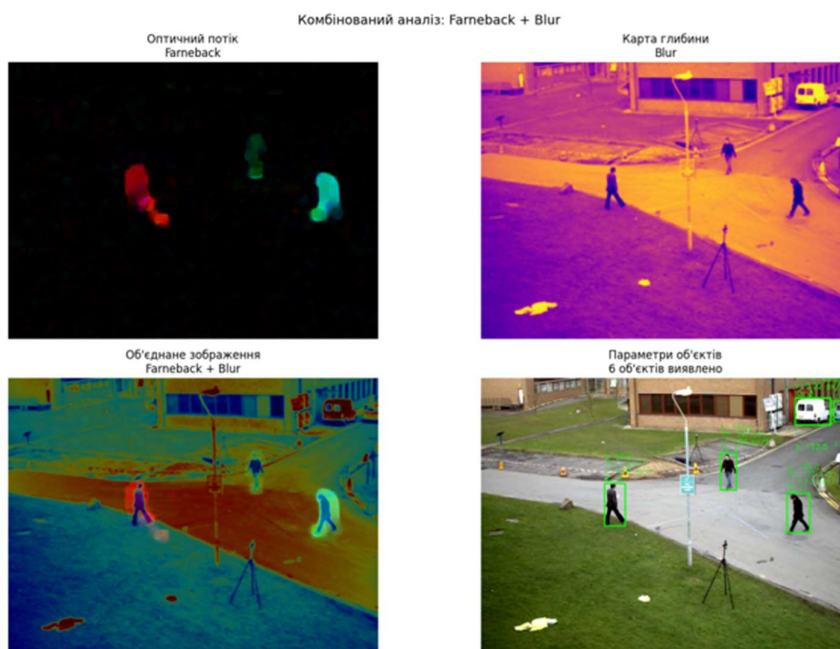 Комбінований аналіз: Farneback + Blur
Оптичний потік
Farneback
Карта глибини
Blur
Об'єднане зображення
Farneback + Blur
Параметри об'єктів
6 об'єктів виявлено